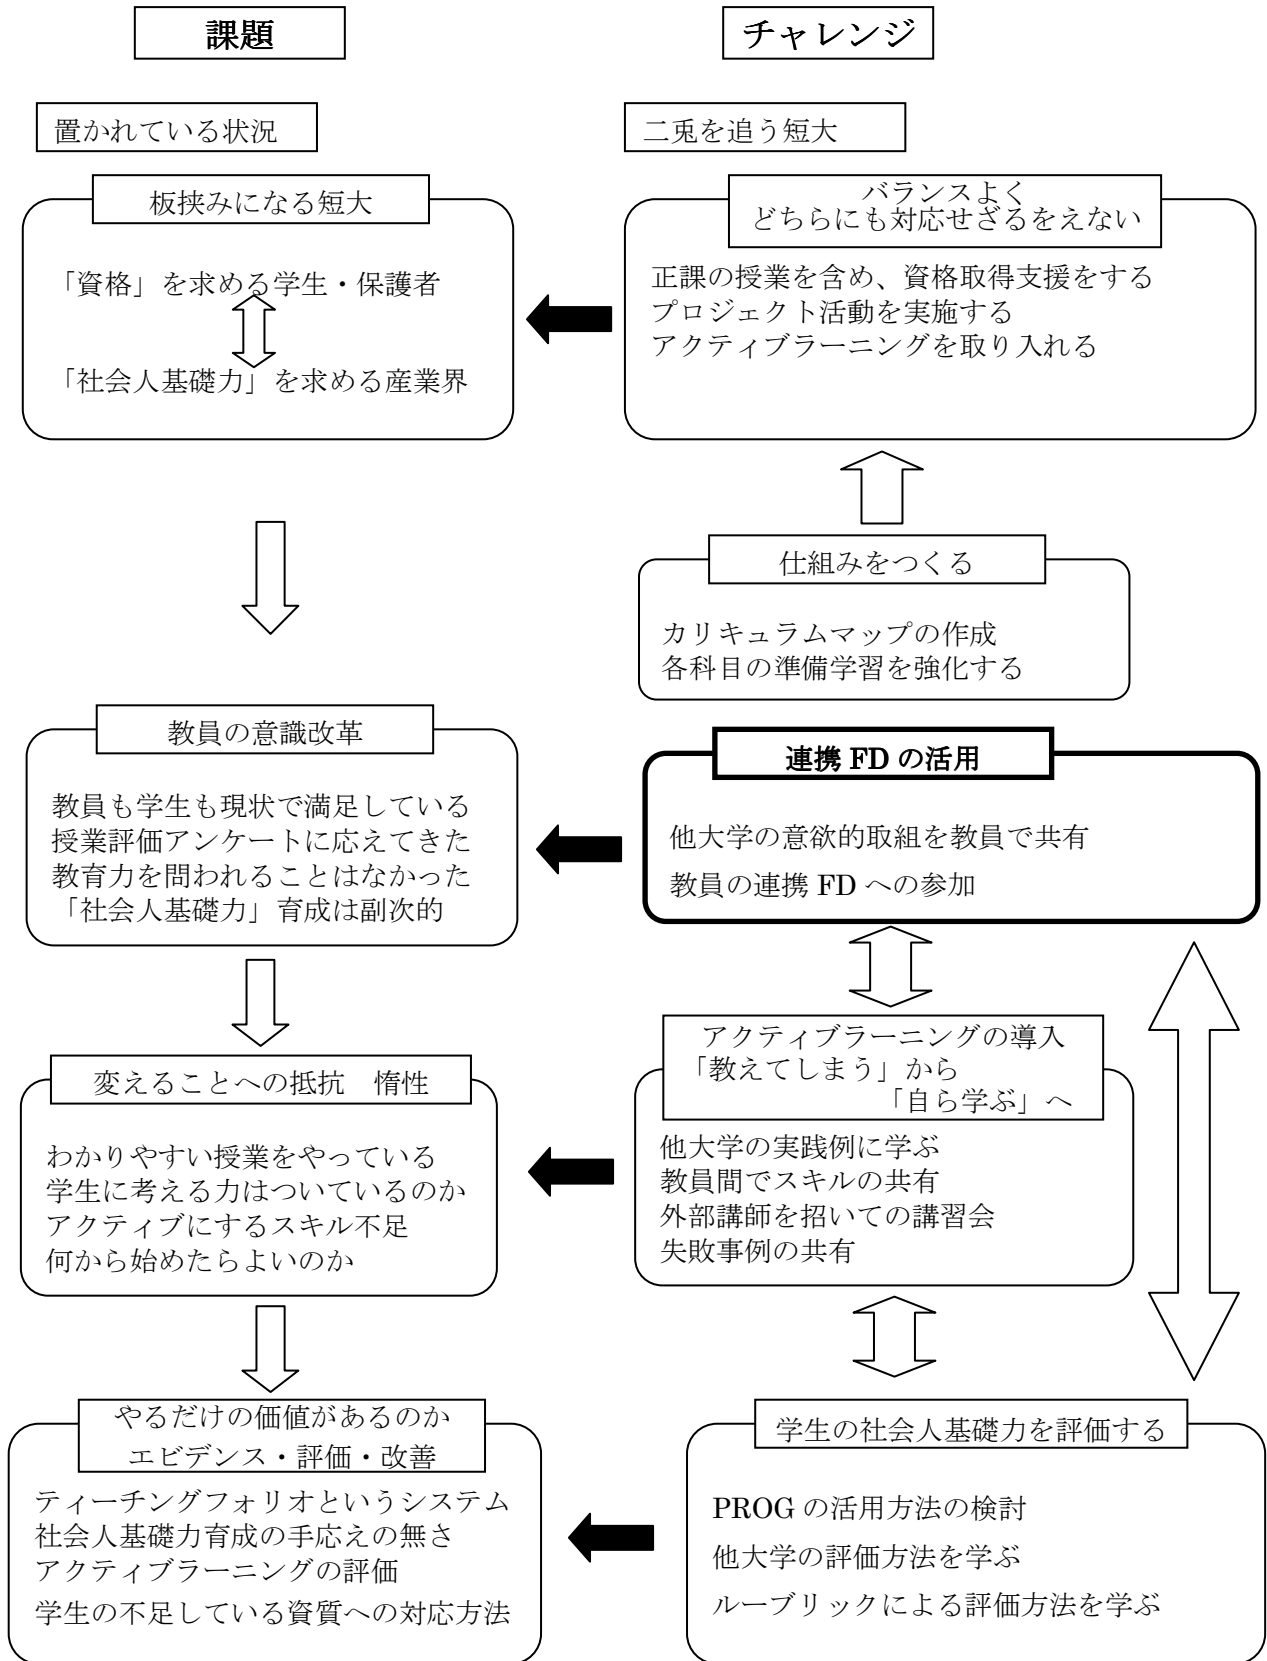 課題
チャレンジ
置かれている状況
二兎を追う短大
板挟みになる短大
「資格」を求める学生・保護者
「社会人基礎力」を求める産業界
バランスよく
どちらにも対応せざるをえない
正課の授業を含め、資格取得支援をする
プロジェクト活動を実施する
アクティブラーニングを取り入れる
仕組みをつくる
カリキュラムマップの作成
各科目の準備学習を強化する
教員の意識改革
教員も学生も現状で満足している
授業評価アンケートに応えてきた
教育力を問われることはなかった
「社会人基礎力」育成は副次的
連携 FD の活用
他大学の意欲的取組を教員で共有
教員の連携 FD への参加
変えることへの抵抗　惰性
わかりやすい授業をやっている
学生に考える力はついているのか
アクティブにするスキル不足
何から始めたらよいのか
アクティブラーニングの導入
「教えてしまう」から
「自ら学ぶ」へ
他大学の実践例に学ぶ
教員間でスキルの共有
外部講師を招いての講習会
失敗事例の共有
やるだけの価値があるのか
エビデンス・評価・改善
ティーチングフォリオというシステム
社会人基礎力育成の手応えの無さ
アクティブラーニングの評価
学生の不足している資質への対応方法
学生の社会人基礎力を評価する
PROG の活用方法の検討
他大学の評価方法を学ぶ
ルーブリックによる評価方法を学ぶ